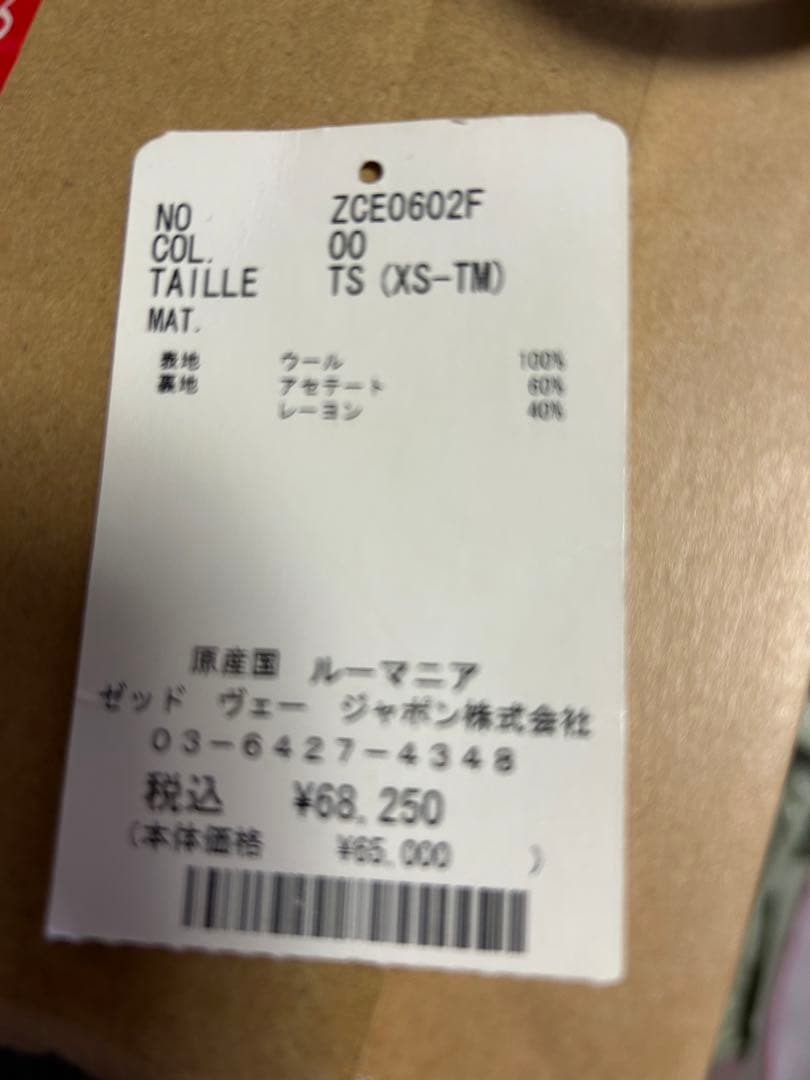 NO ZCE0602F
COL. 00
TAILLE TS (XS-TM)
MAT.
表地 ウール 100%
裏地 アセテート 60%
レーヨン 40%
原産国 ルーマニア
ゼッド ヴェー ジャポン株式会社
03-6427-4348
税込 ¥68,250
(本体価格 ¥65,000 )